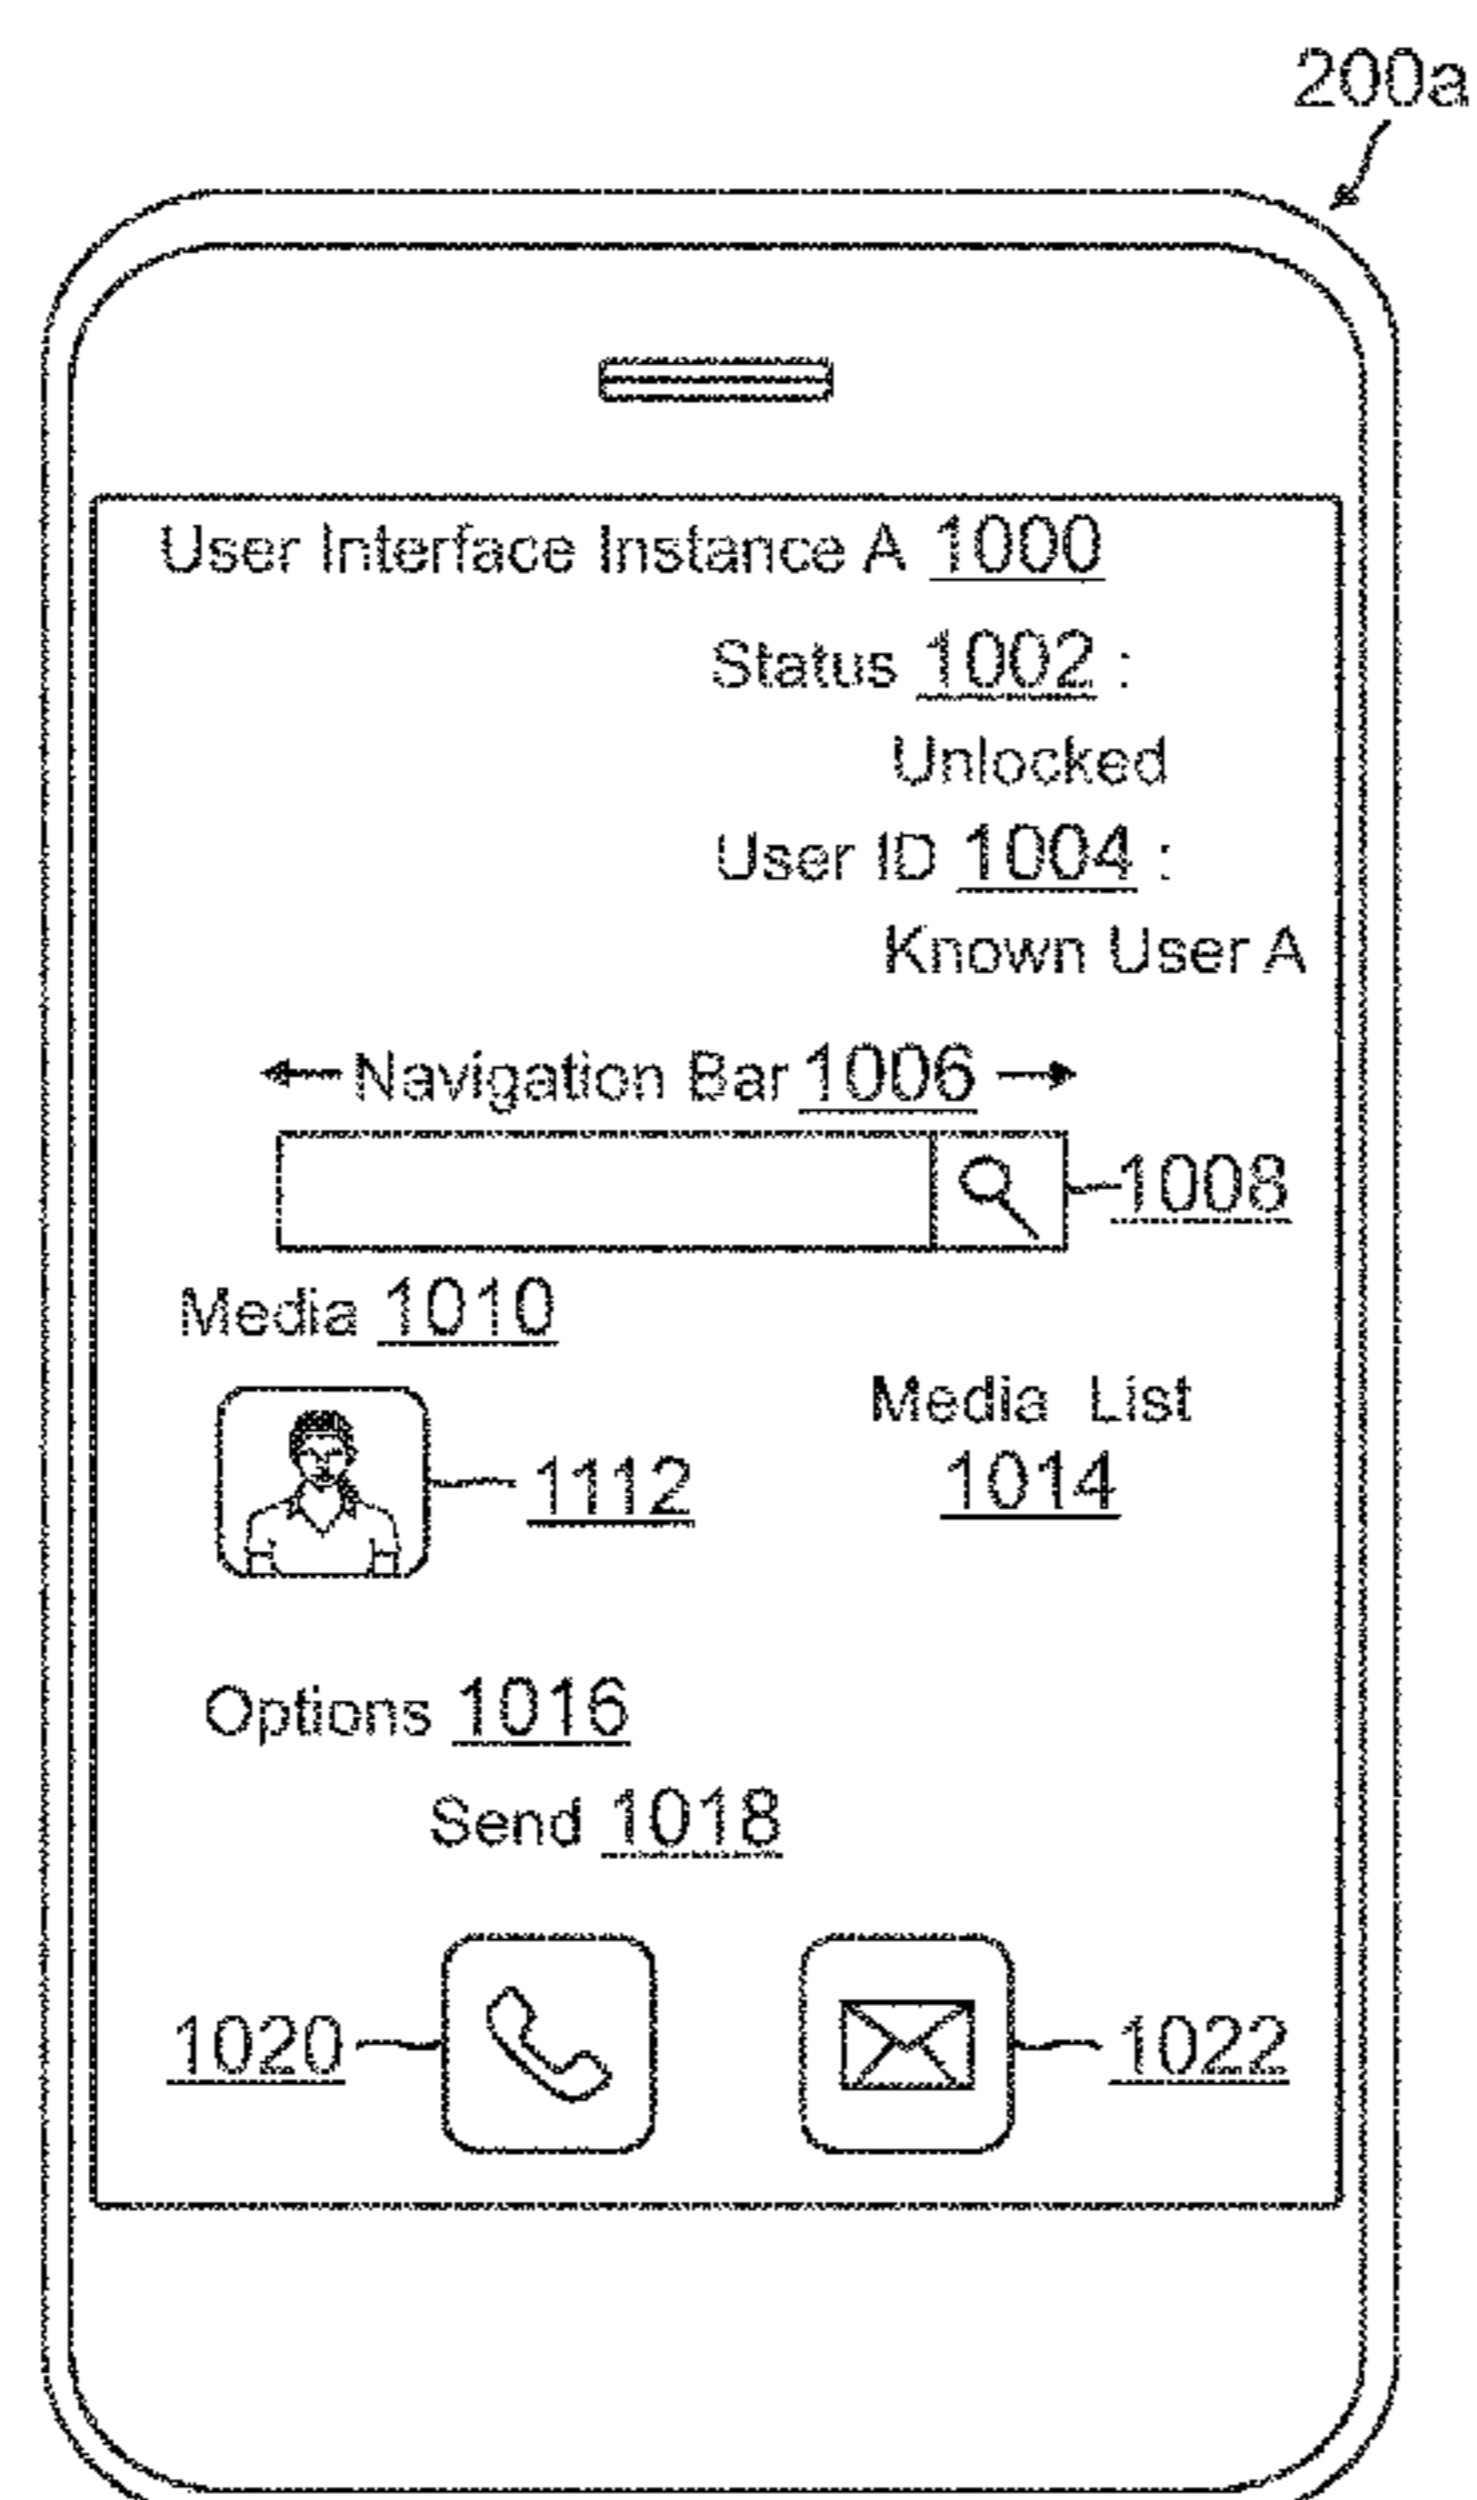 200a
User Interface Instance A 1000
Status 1002 :
Unlocked
User ID 1004 :
Known User A
Navigation Bar 1006
1008
Media 1010
Media List
1112
1014
Options 1016
Send 1018
1020
1022